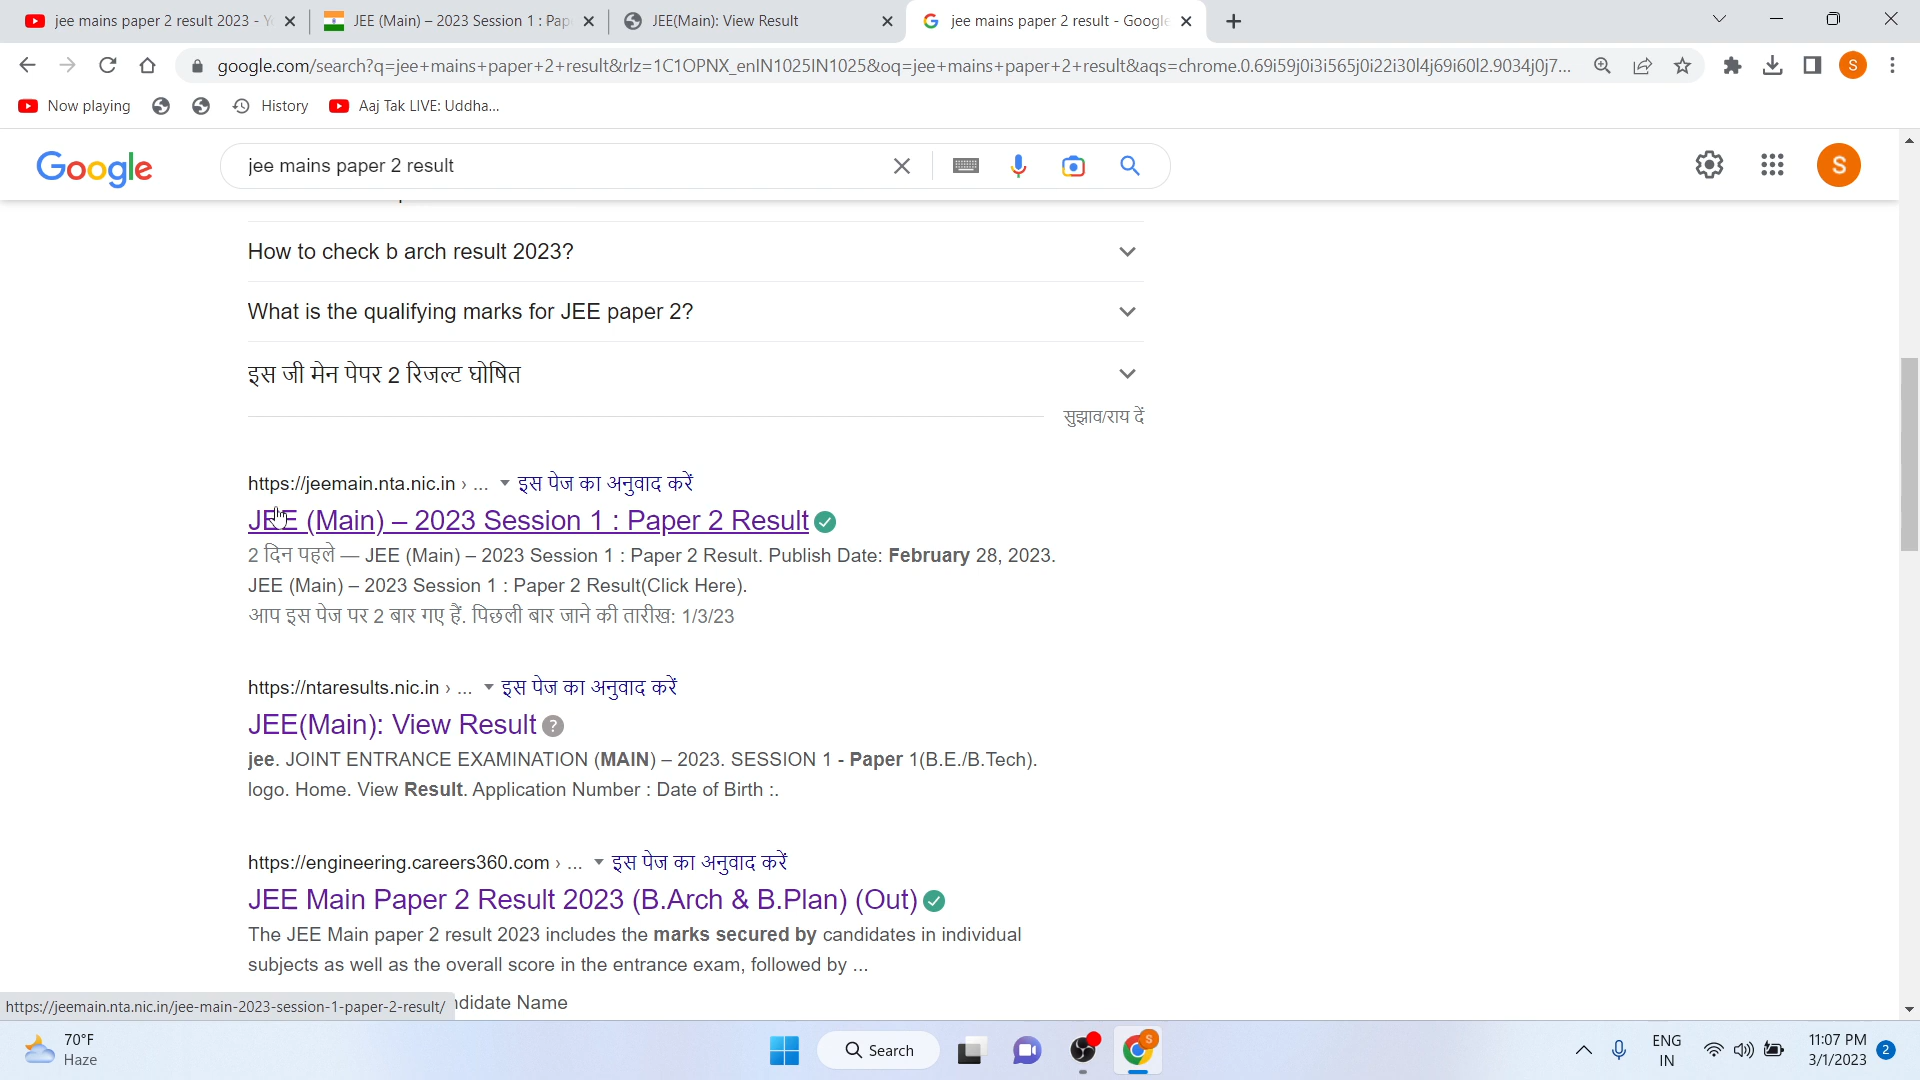 jee mains paper 2 result 2023 - Y
JEE (Main) – 2023 Session 1 : Pap
JEE(Main): View Result
jee mains paper 2 result - Google
google.com/search?q=jee+mains+paper+2+result&rlz=1C1OPNX_enIN1025IN1025&oq=jee+mains+paper+2+result&aqs=chrome.0.69i59j0i3i565j0i22i30l4j69i60l2.9034j0j7...
S
Now playing
History
Aaj Tak LIVE: Uddha...
Google
jee mains paper 2 result
S
How to check b arch result 2023?
What is the qualifying marks for JEE paper 2?
इस जी मेन पेपर 2 रिजल्ट घोषित
सुझाव/राय दें
https://jeemain.nta.nic.in › ... इस पेज का अनुवाद करें
JEE (Main) – 2023 Session 1 : Paper 2 Result
2 दिन पहले — JEE (Main) – 2023 Session 1 : Paper 2 Result. Publish Date: February 28, 2023.
JEE (Main) – 2023 Session 1 : Paper 2 Result(Click Here).
आप इस पेज पर 2 बार गए हैं. पिछली बार जाने की तारीख: 1/3/23
https://ntaresults.nic.in › ... इस पेज का अनुवाद करें
JEE(Main): View Result ?
jee. JOINT ENTRANCE EXAMINATION (MAIN) – 2023. SESSION 1 - Paper 1(B.E./B.Tech).
logo. Home. View Result. Application Number : Date of Birth :.
https://engineering.careers360.com › ... इस पेज का अनुवाद करें
JEE Main Paper 2 Result 2023 (B.Arch & B.Plan) (Out)
The JEE Main paper 2 result 2023 includes the marks secured by candidates in individual
subjects as well as the overall score in the entrance exam, followed by ...
didate Name
https://jeemain.nta.nic.in/jee-main-2023-session-1-paper-2-result/
70°F
Haze
Search
S
ENG
IN
11:07 PM
3/1/2023
2